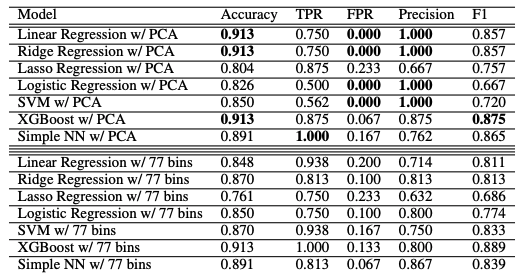 Model Accuracy TPR FPR Precision F1
Linear Regression w/ PCA 0.913 0.750 0.000 1.000 0.857
Ridge Regression w/ PCA 0.913 0.750 0.000 1.000 0.857
Lasso Regression w/ PCA 0.804 0.875 0.233 0.667 0.757
Logistic Regression w/ PCA 0.826 0.500 0.000 1.000 0.667
SVM w/ PCA 0.850 0.562 0.000 1.000 0.720
XGBoost w/ PCA 0.913 0.875 0.067 0.875 0.875
Simple NN w/ PCA 0.891 1.000 0.167 0.762 0.865
Linear Regression w/ 77 bins 0.848 0.938 0.200 0.714 0.811
Ridge Regression w/ 77 bins 0.870 0.813 0.100 0.813 0.813
Lasso Regression w/ 77 bins 0.761 0.750 0.233 0.632 0.686
Logistic Regression w/ 77 bins 0.850 0.750 0.100 0.800 0.774
SVM w/ 77 bins 0.870 0.938 0.167 0.750 0.833
XGBoost w/ 77 bins 0.913 1.000 0.133 0.800 0.889
Simple NN w/ 77 bins 0.891 0.813 0.067 0.867 0.839